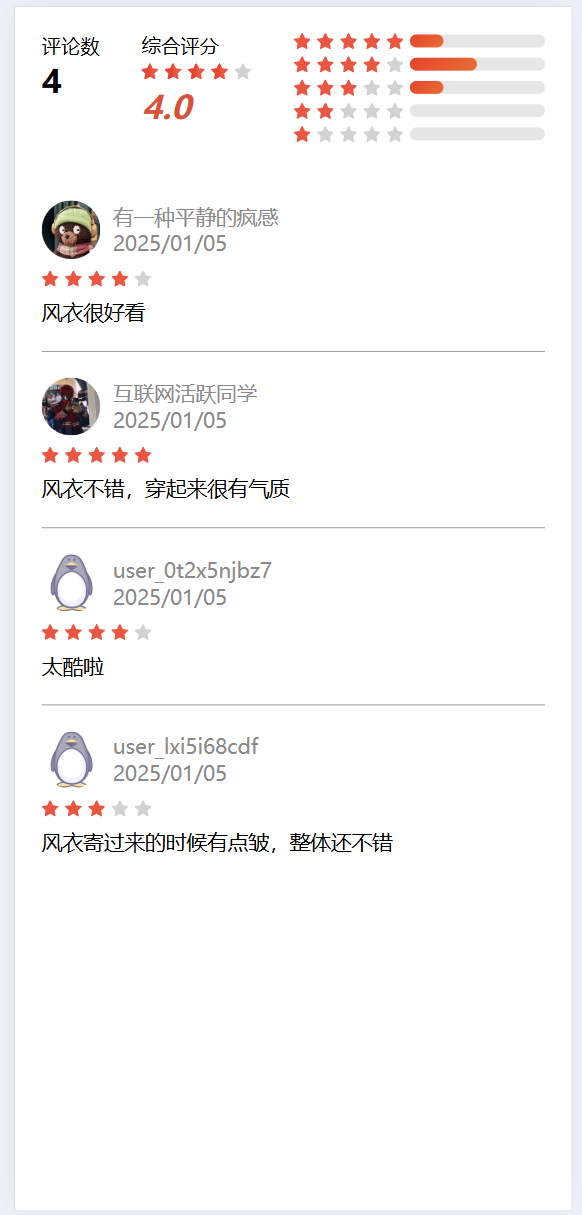 评论数
4
综合评分
4.0
有一种平静的疯感
2025/01/05
风衣很好看
互联网活跃同学
2025/01/05
风衣不错，穿起来很有气质
user_0t2x5njbz7
2025/01/05
太酷啦
user_lxi5i68cdf
2025/01/05
风衣寄过来的时候有点皱，整体还不错